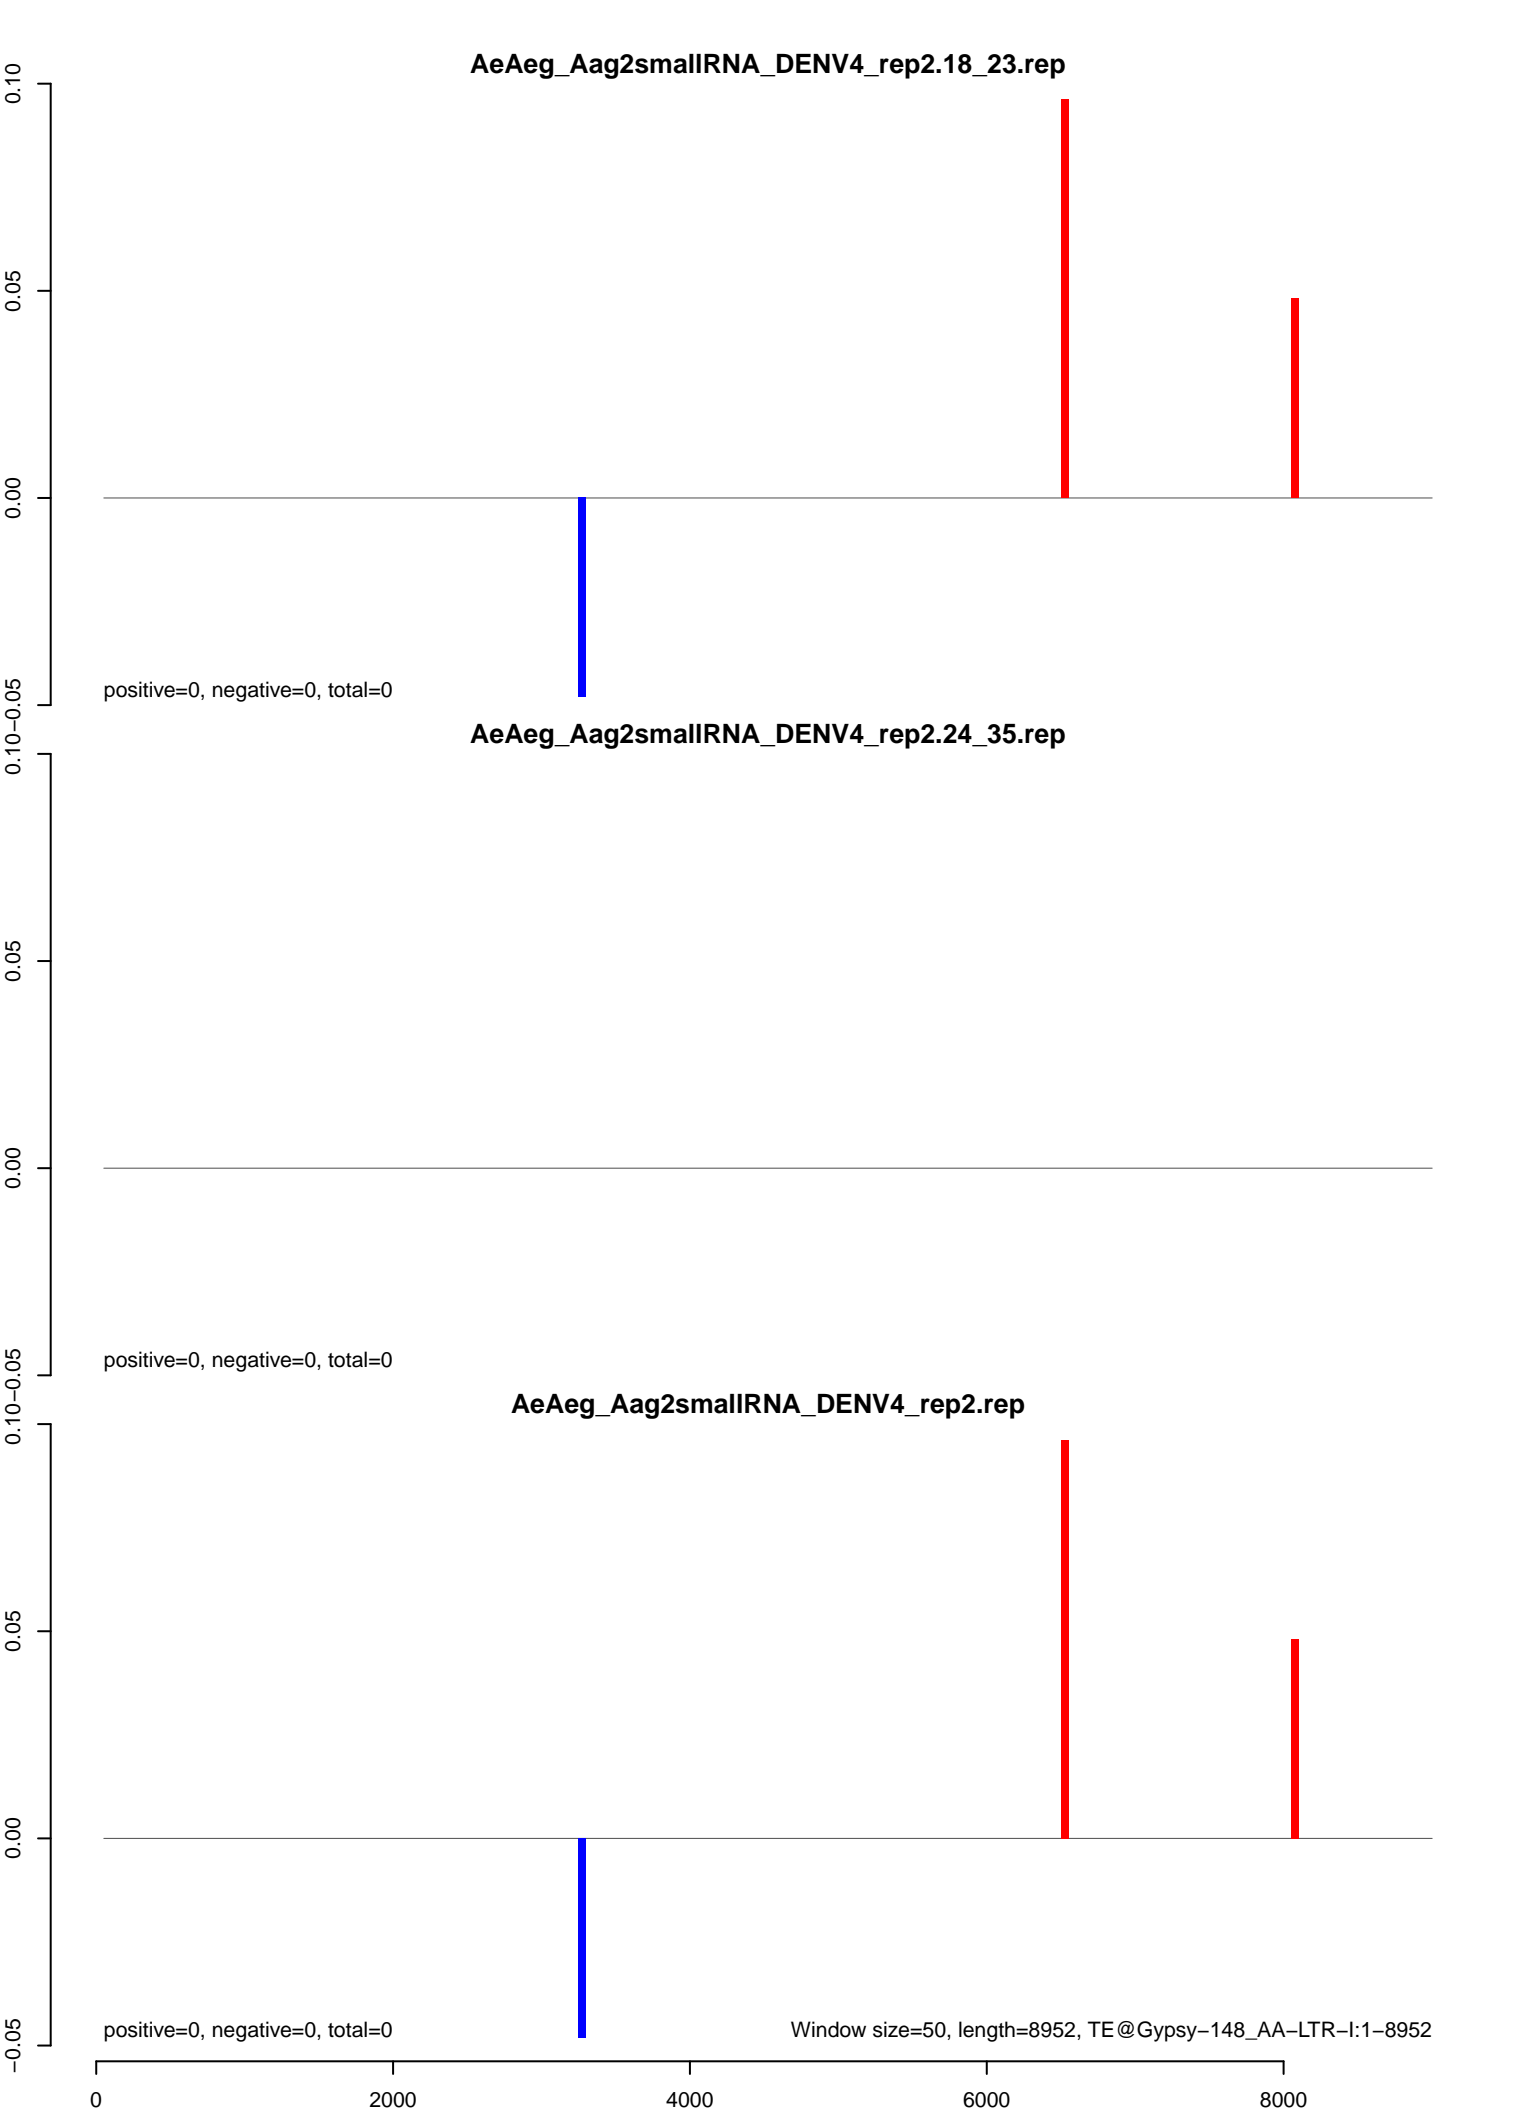 AeAeg_Aag2smallRNA_DENV4_rep2.18_23.rep
0.10
0.05
0.00
−0.05
positive=0, negative=0, total=0
AeAeg_Aag2smallRNA_DENV4_rep2.24_35.rep
0.10
0.05
0.00
−0.05
positive=0, negative=0, total=0
AeAeg_Aag2smallRNA_DENV4_rep2.rep
0.10
0.05
0.00
−0.05
positive=0, negative=0, total=0
Window size=50, length=8952, TE@Gypsy−148_AA−LTR−I:1−8952
0 2000 4000 6000 8000